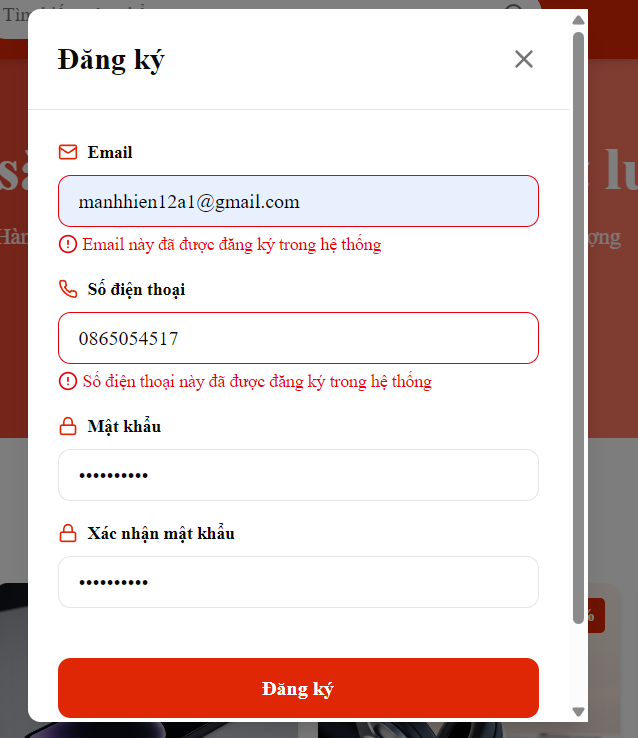 Đăng ký
Email
manhhien12a1@gmail.com
Email này đã được đăng ký trong hệ thống
Số điện thoại
0865054517
Số điện thoại này đã được đăng ký trong hệ thống
Mật khẩu
••••••••••
Xác nhận mật khẩu
••••••••••
Đăng ký